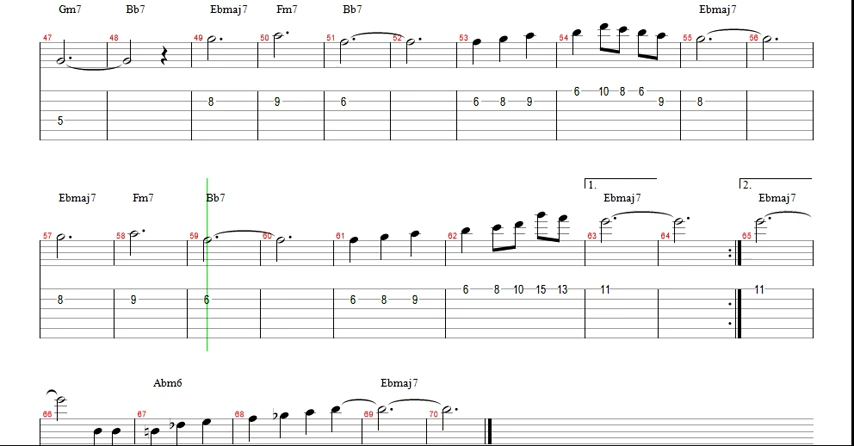 Gm7 Bb7 Ebmaj7 Fm7 Bb7 Ebmaj7
47 48 49 50 51 52 53 54 55 56
6 10 8 6
8 9 6 6 8 9 9 8
5
1. 2.
Ebmaj7 Fm7 Bb7 Ebmaj7 Ebmaj7
57 58 59 60 61 62 63 64 65
6 8 10 15 13 11 11
8 9 6 6 8 9
Abm6 Ebmaj7
66 67 68 69 70